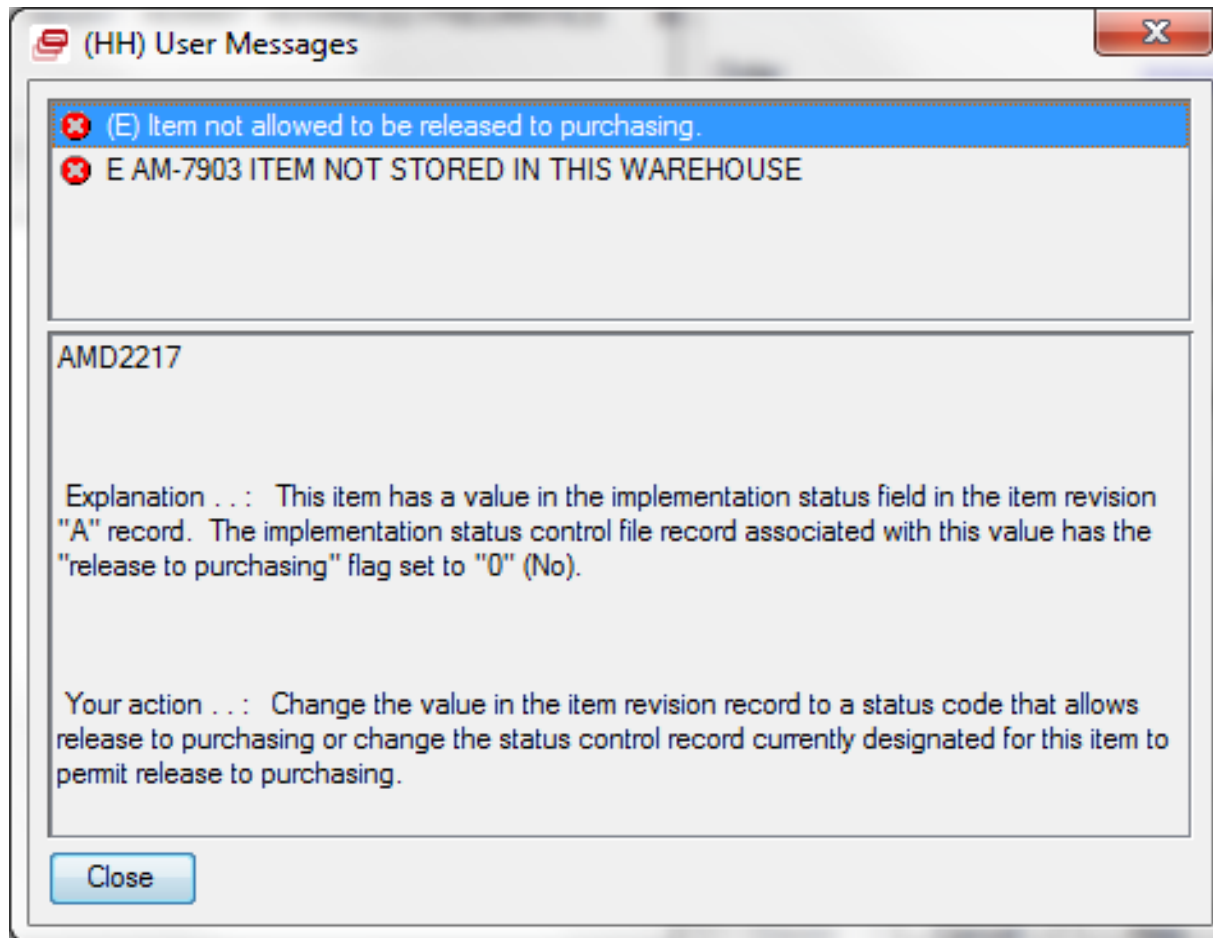 (HH) User Messages
(E) Item not allowed to be released to purchasing.
E AM-7903 ITEM NOT STORED IN THIS WAREHOUSE
AMD2217
Explanation . . :   This item has a value in the implementation status field in the item revision
"A" record.  The implementation status control file record associated with this value has the
"release to purchasing" flag set to "0" (No).
Your action . . :   Change the value in the item revision record to a status code that allows
release to purchasing or change the status control record currently designated for this item to
permit release to purchasing.
Close